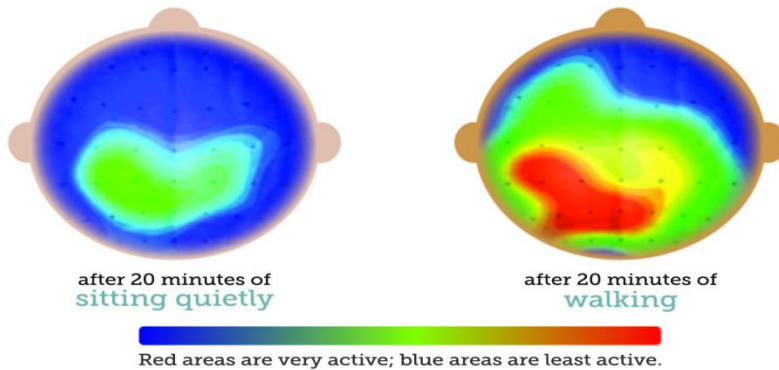 after 20 minutes of
sitting quietly
after 20 minutes of
walking
Red areas are very active; blue areas are least active.